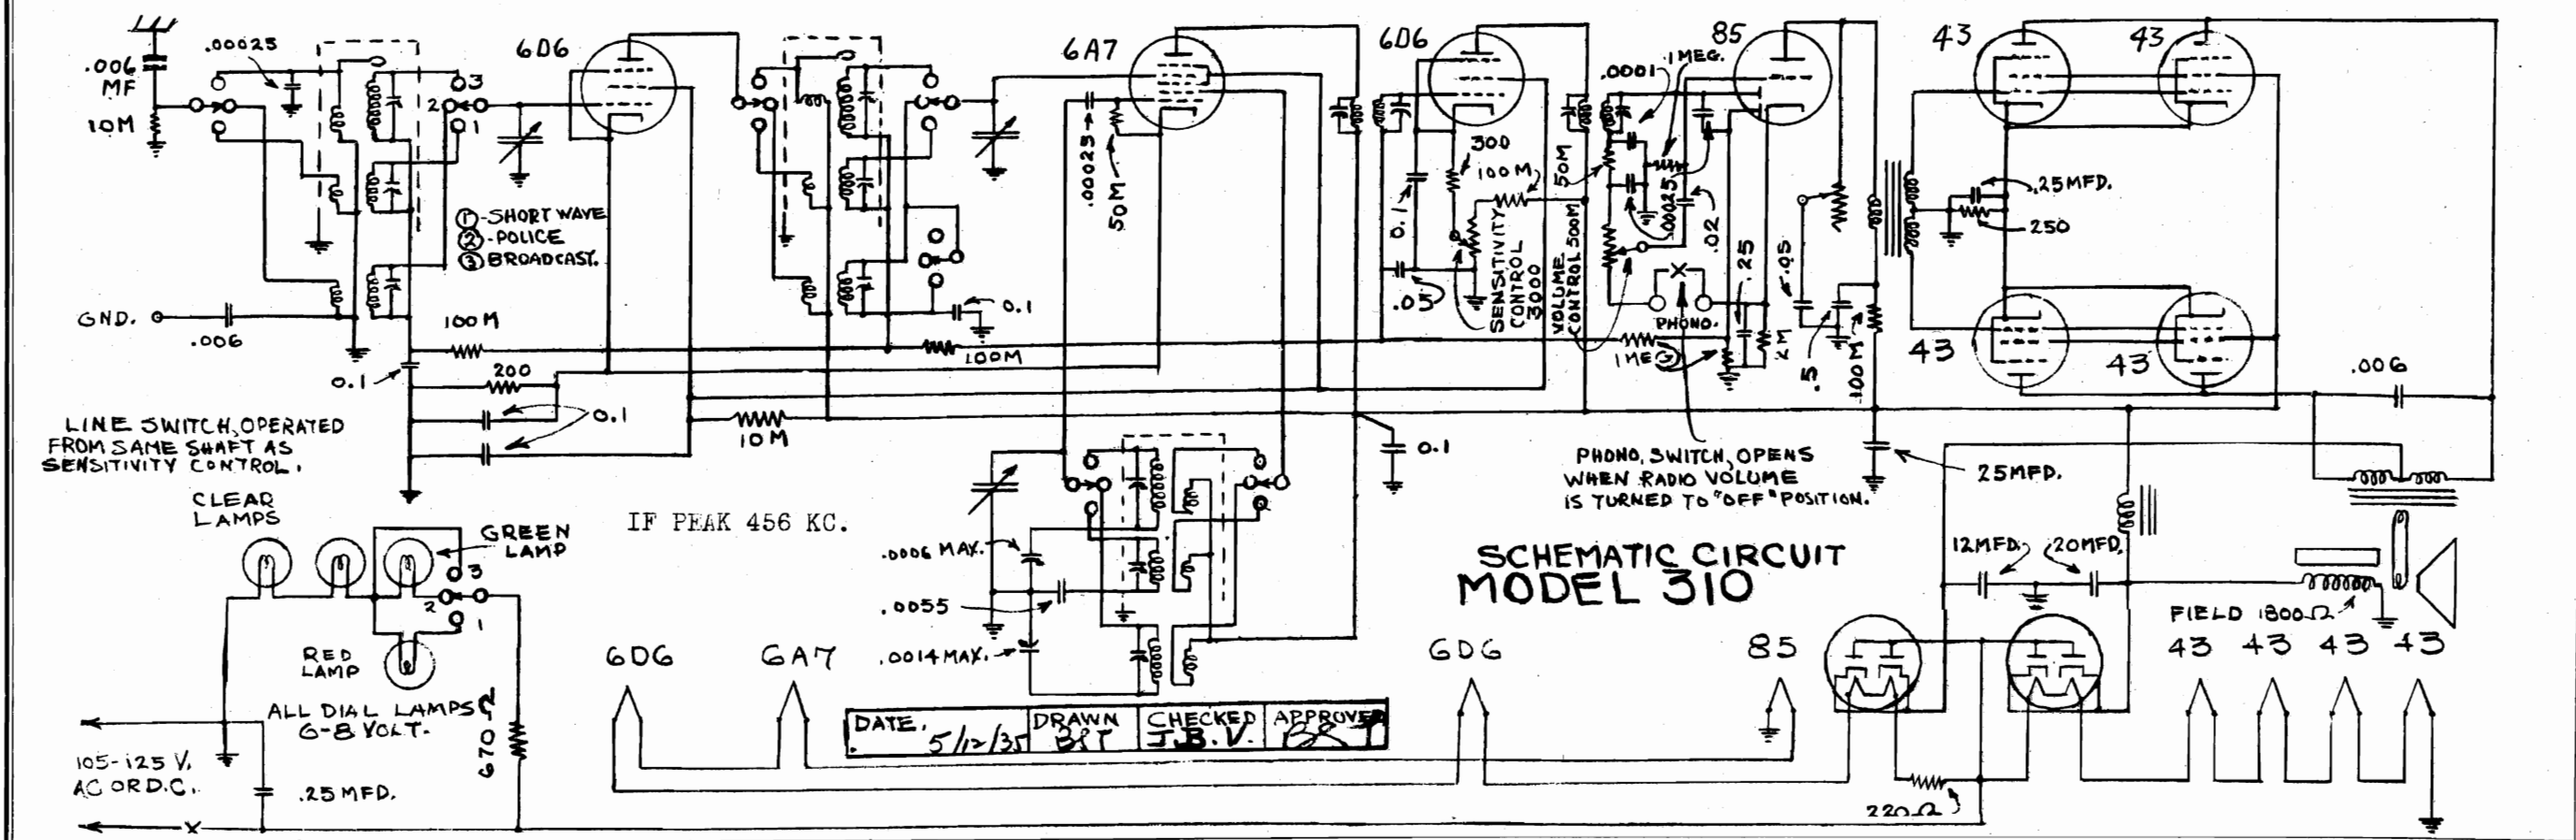 .006
MF
10M
.00025
3
2
1
6D6
6A7
.00025
50M
6D6
300
100M
0.1
.05
SENSITIVITY
CONTROL
3000
VOLUME
CONTROL 500M
50M
.0001
1 MEG.
85
.00025
.02
.25
PHONO.
X
1 MEG
.05
.5
100M
43
43
.25MFD.
250
43
43
.006
① -SHORT WAVE
② -POLICE
③ BROADCAST.
GND.
.006
100M
0.1
100M
0.1
200
0.1
10M
0.1
LINE SWITCH, OPERATED
FROM SAME SHAFT AS
SENSITIVITY CONTROL.
PHONO, SWITCH, OPENS
WHEN RADIO VOLUME
IS TURNED TO "OFF" POSITION.
25MFD.
CLEAR
LAMPS
GREEN
LAMP
3
2
1
RED
LAMP
ALL DIAL LAMPS
6-8 VOLT.
670Ω
105-125 V.
AC OR D.C.
.25MFD.
X
IF PEAK 456 KC.
.0006 MAX.
.0055
.0014 MAX.
SCHEMATIC CIRCUIT
MODEL 310
12MFD.
20MFD.
FIELD 1800Ω
6D6
6A7
6D6
85
43
43
43
43
220Ω
DATE.
5/12/35
DRAWN
BST
CHECKED
J.B.V.
APPROVED